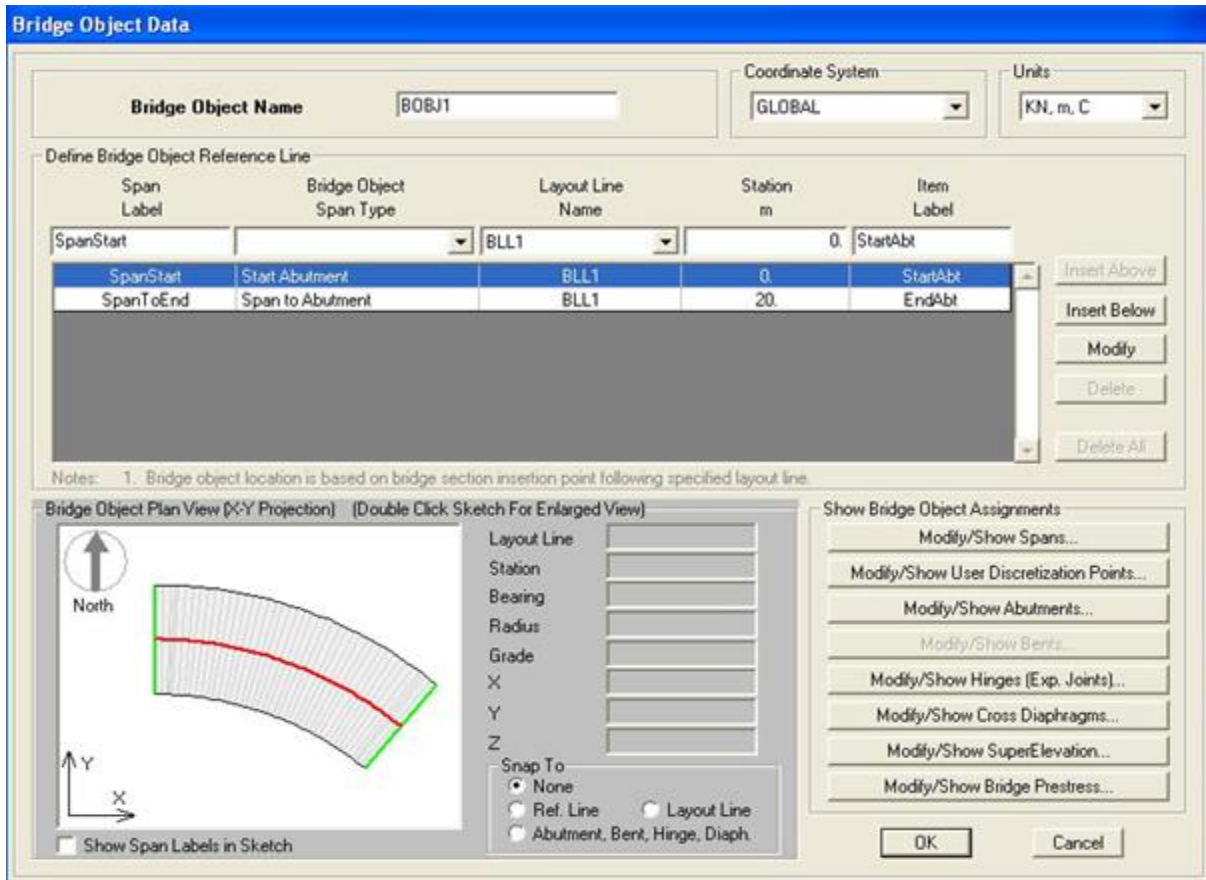 Bridge Object Data
Bridge Object Name
BOBJ1
Coordinate System
GLOBAL
Units
KN, m, C
Define Bridge Object Reference Line
Span Label
Bridge Object Span Type
Layout Line Name
Station m
Item Label
SpanStart BLL1 0. StartAbt
SpanStart Start Abutment BLL1 0. StartAbt
SpanToEnd Span to Abutment BLL1 20. EndAbt
Insert Above
Insert Below
Modify
Delete
Delete All
Notes: 1. Bridge object location is based on bridge section insertion point following specified layout line.
Bridge Object Plan View (X-Y Projection) (Double Click Sketch For Enlarged View)
North
Y
X
Show Span Labels in Sketch
Layout Line
Station
Bearing
Radius
Grade
X
Y
Z
Snap To
None
Ref. Line Layout Line
Abutment, Bent, Hinge, Diaph.
Show Bridge Object Assignments
Modify/Show Spans...
Modify/Show User Discretization Points...
Modify/Show Abutments...
Modify/Show Bents...
Modify/Show Hinges (Exp. Joints)...
Modify/Show Cross Diaphragms...
Modify/Show SuperElevation...
Modify/Show Bridge Prestress...
OK
Cancel